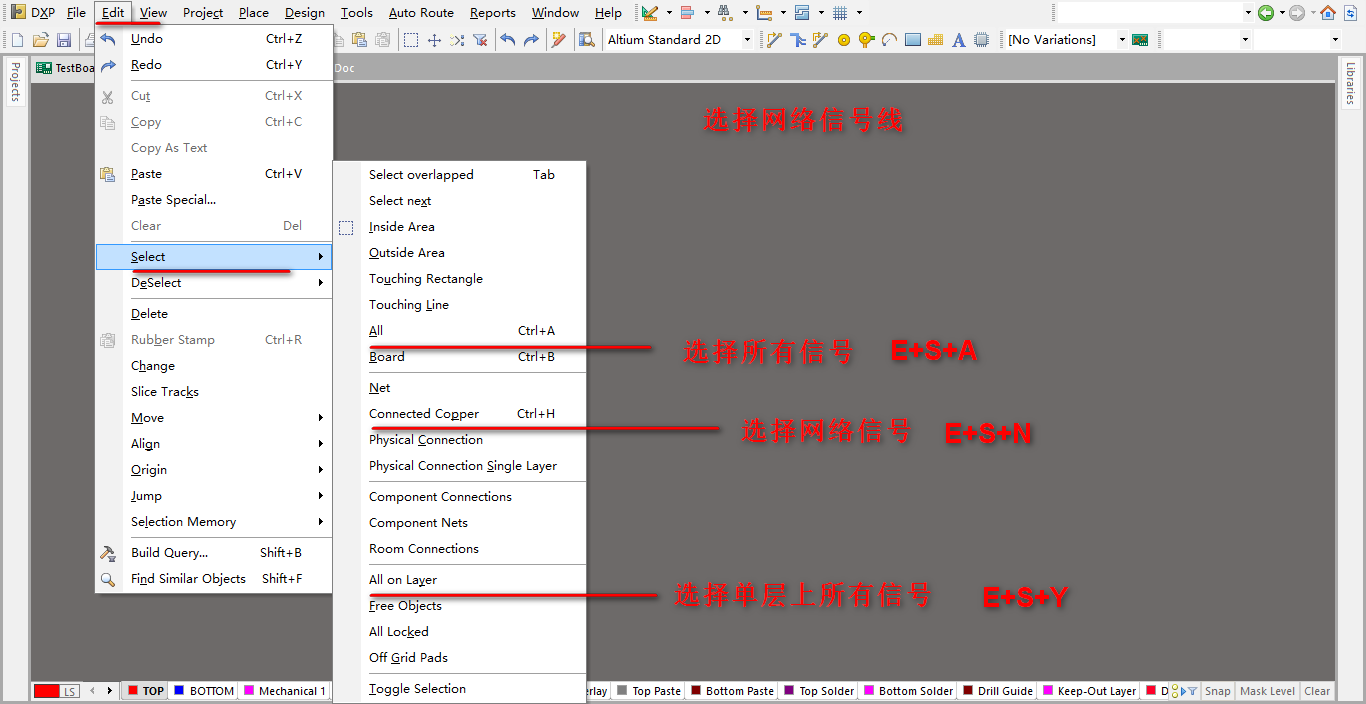 DXP File Edit View Project Place Design Tools Auto Route Reports Window Help
Altium Standard 2D [No Variations]
Projects
TestBoa
Doc
Libraries
Undo Ctrl+Z
Redo Ctrl+Y
Cut Ctrl+X
Copy Ctrl+C
Copy As Text
Paste Ctrl+V
Paste Special...
Clear Del
Select
DeSelect
Delete
Rubber Stamp Ctrl+R
Change
Slice Tracks
Move
Align
Origin
Jump
Selection Memory
Build Query... Shift+B
Find Similar Objects Shift+F
Select overlapped Tab
Select next
Inside Area
Outside Area
Touching Rectangle
Touching Line
All Ctrl+A
Board Ctrl+B
Net
Connected Copper Ctrl+H
Physical Connection
Physical Connection Single Layer
Component Connections
Component Nets
Room Connections
All on Layer
Free Objects
All Locked
Off Grid Pads
Toggle Selection
选择网络信号线
选择所有信号 E+S+A
选择网络信号 E+S+N
选择单层上所有信号 E+S+Y
LS TOP BOTTOM Mechanical 1 rlay Top Paste Bottom Paste Top Solder Bottom Solder Drill Guide Keep-Out Layer D Snap Mask Level Clear